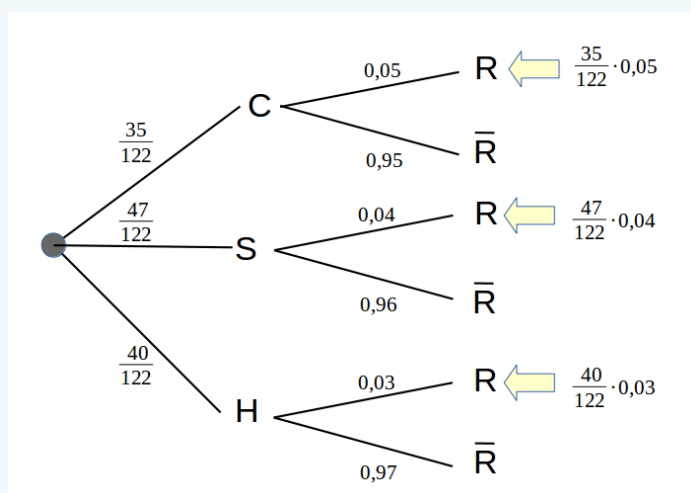 0,05 R 35/122·0,05
C
35/122 0,95 R̅
47/122 0,04 R 47/122·0,04
S
0,96 R̅
40/122 0,03 R 40/122·0,03
H
0,97 R̅